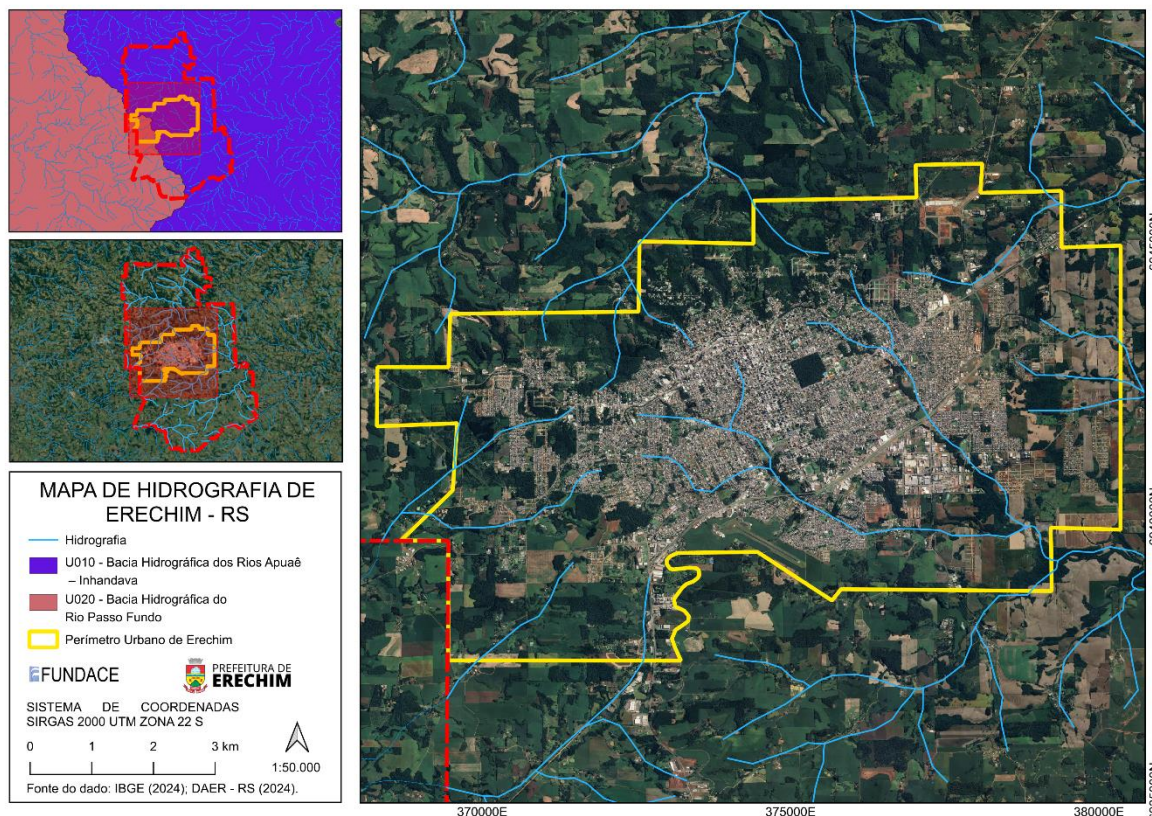 MAPA DE HIDROGRAFIA DE
ERECHIM - RS
Hidrografia
U010 - Bacia Hidrográfica dos Rios Apuaê
– Inhandava
U020 - Bacia Hidrográfica do
Rio Passo Fundo
Perímetro Urbano de Erechim
FUNDACE
PREFEITURA DE
ERECHIM
SISTEMA DE COORDENADAS
SIRGAS 2000 UTM ZONA 22 S
0 1 2 3 km
1:50.000
Fonte do dado: IBGE (2024); DAER - RS (2024).
370000E 375000E 380000E